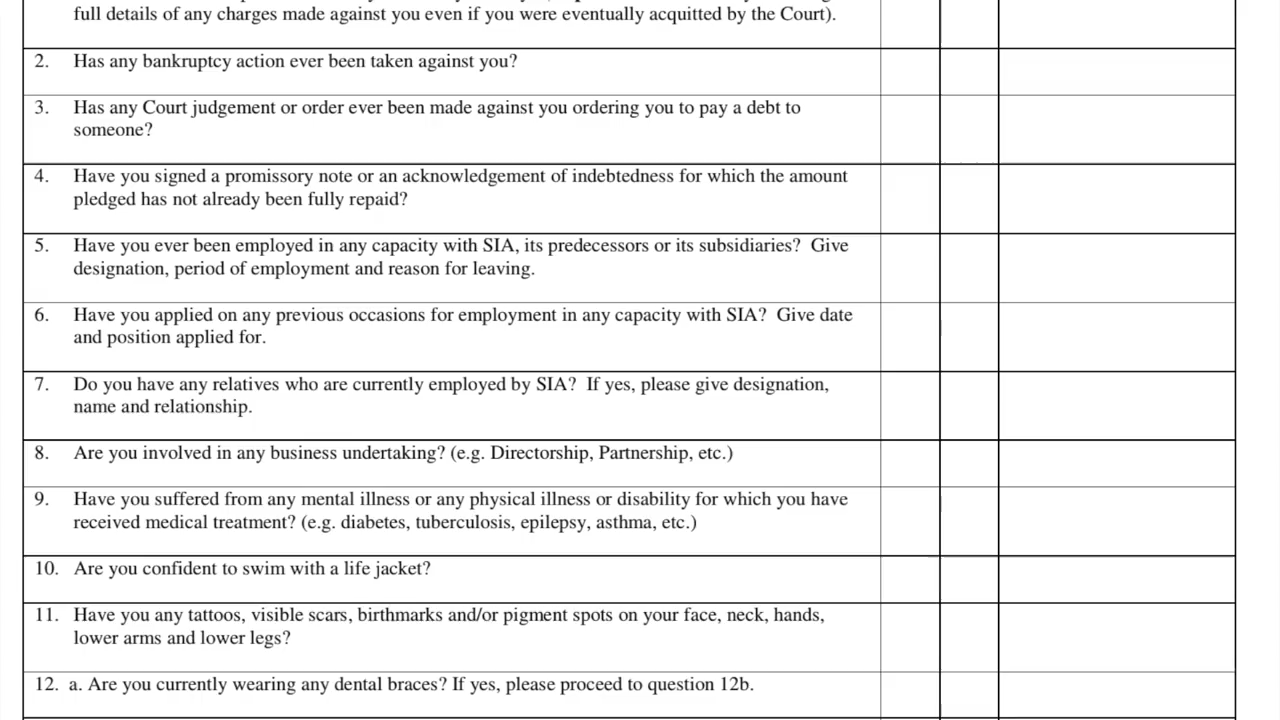 full details of any charges made against you even if you were eventually acquitted by the Court).
2. Has any bankruptcy action ever been taken against you?
3. Has any Court judgement or order ever been made against you ordering you to pay a debt to
someone?
4. Have you signed a promissory note or an acknowledgement of indebtedness for which the amount
pledged has not already been fully repaid?
5. Have you ever been employed in any capacity with SIA, its predecessors or its subsidiaries? Give
designation, period of employment and reason for leaving.
6. Have you applied on any previous occasions for employment in any capacity with SIA? Give date
and position applied for.
7. Do you have any relatives who are currently employed by SIA? If yes, please give designation,
name and relationship.
8. Are you involved in any business undertaking? (e.g. Directorship, Partnership, etc.)
9. Have you suffered from any mental illness or any physical illness or disability for which you have
received medical treatment? (e.g. diabetes, tuberculosis, epilepsy, asthma, etc.)
10. Are you confident to swim with a life jacket?
11. Have you any tattoos, visible scars, birthmarks and/or pigment spots on your face, neck, hands,
lower arms and lower legs?
12. a. Are you currently wearing any dental braces? If yes, please proceed to question 12b.